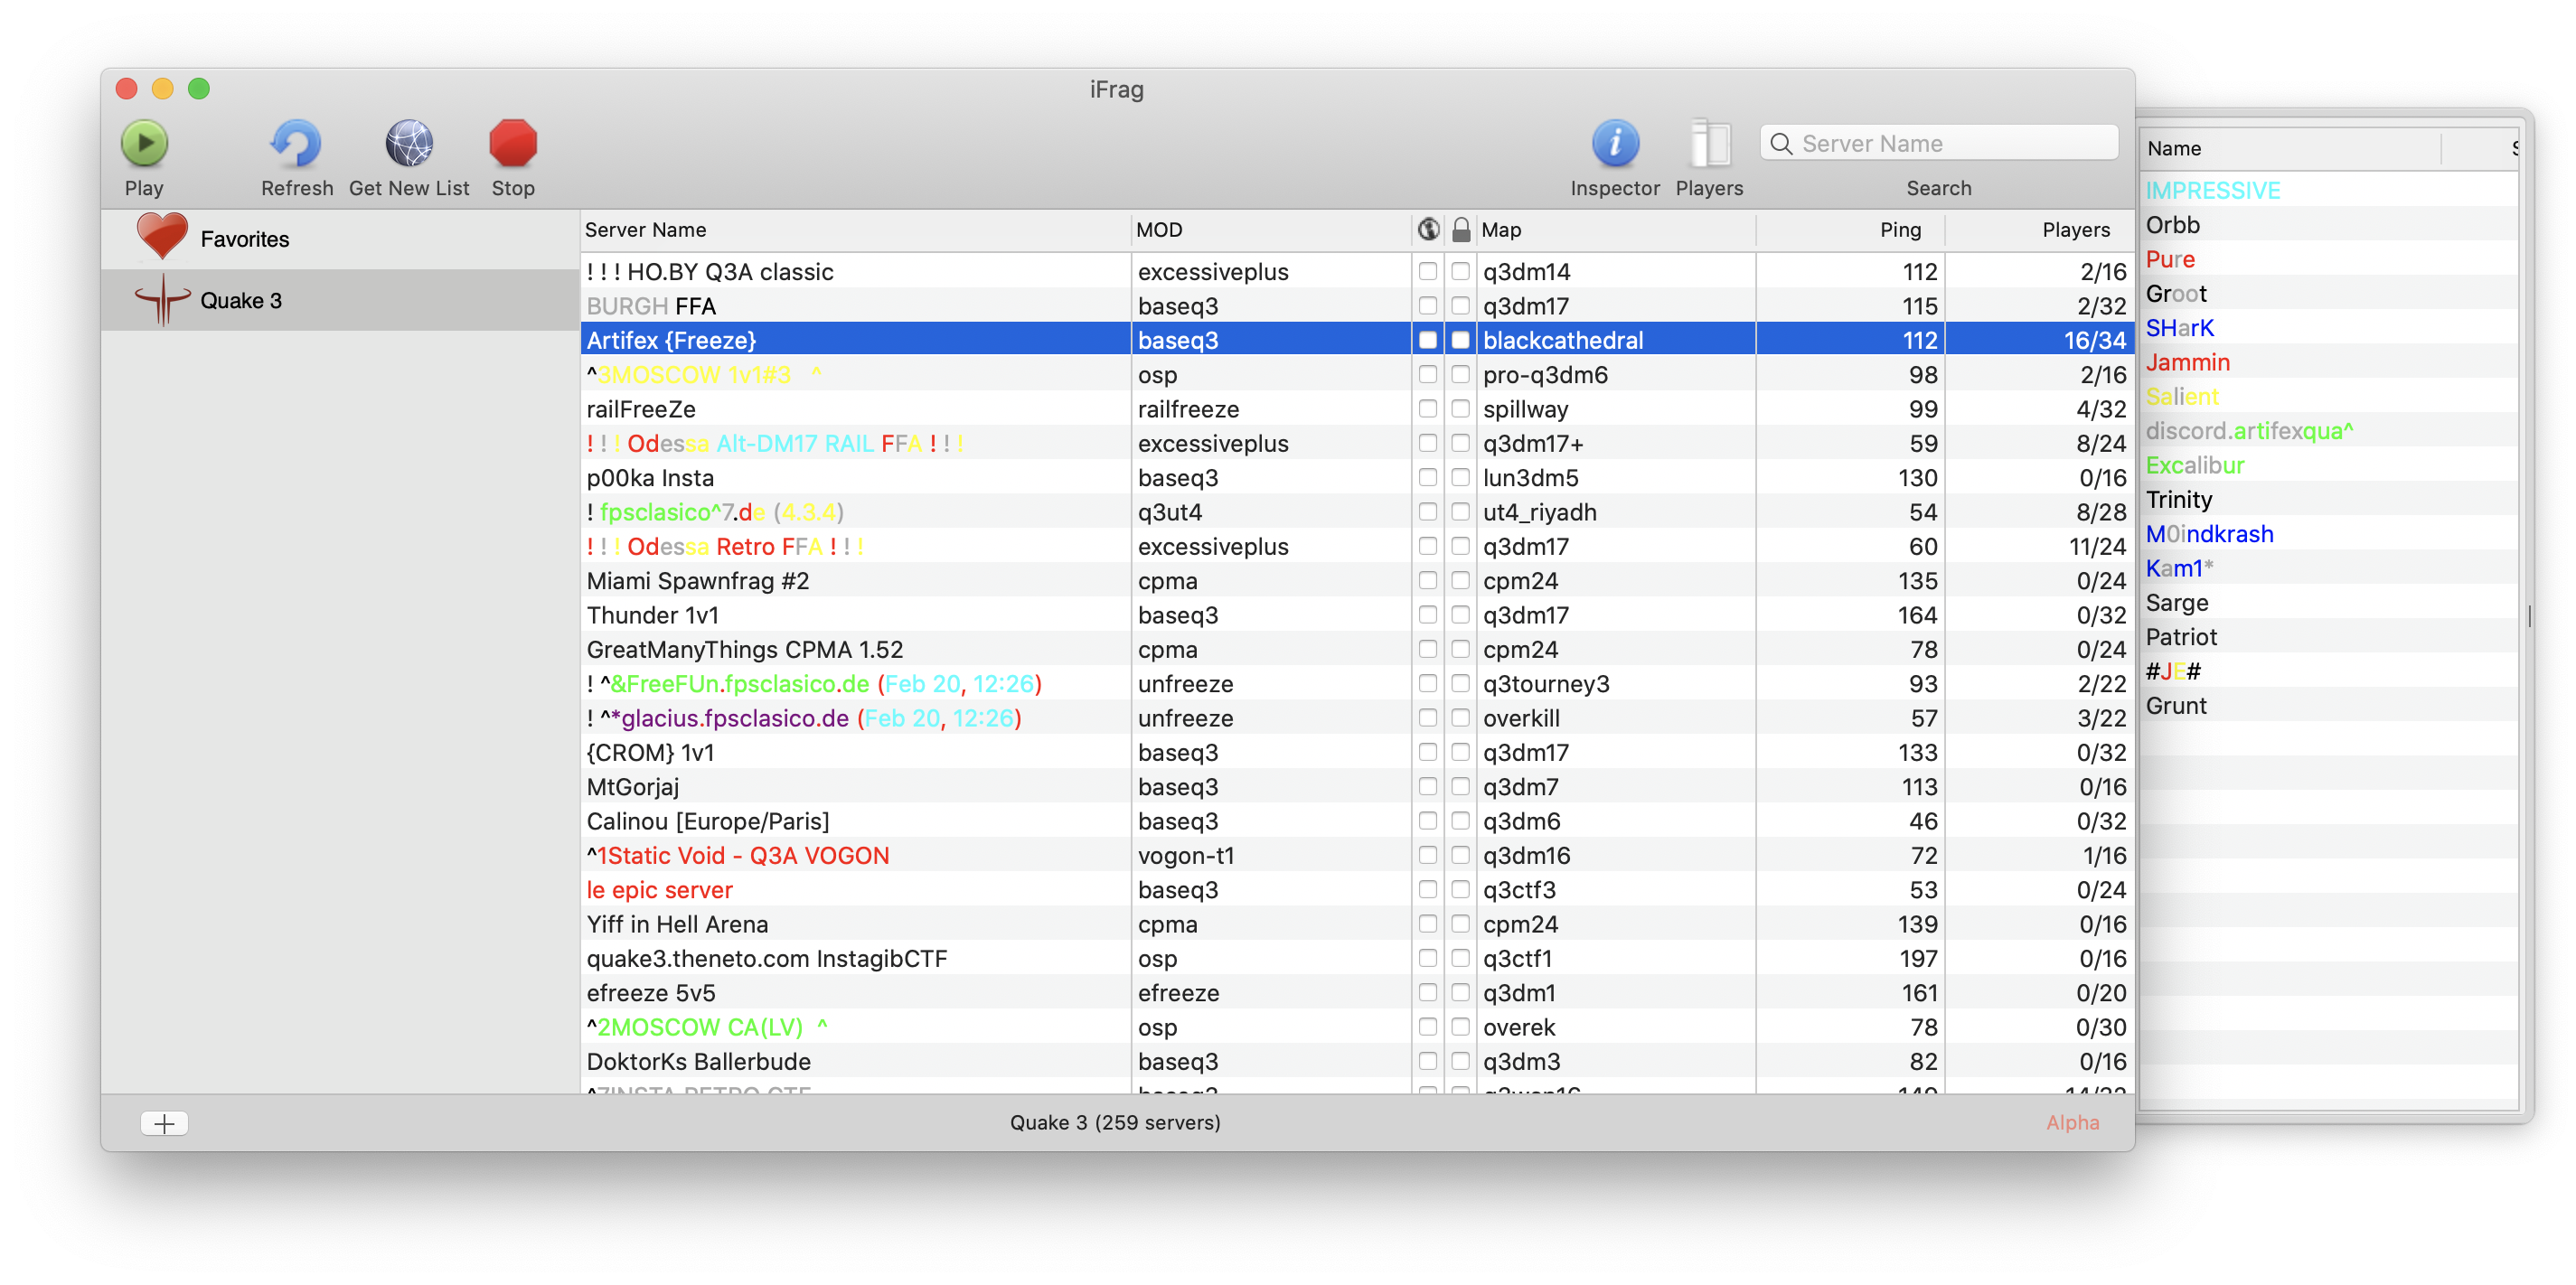 iFrag
Play Refresh Get New List Stop Inspector Players Server Name Search
Favorites
Quake 3
Server Name MOD Map Ping Players
! ! ! HO.BY Q3A classic excessiveplus q3dm14 112 2/16
BURGH FFA baseq3 q3dm17 115 2/32
Artifex {Freeze} baseq3 blackcathedral 112 16/34
^3MOSCOW 1v1#3 ^ osp pro-q3dm6 98 2/16
railFreeZe railfreeze spillway 99 4/32
! ! ! Odessa Alt-DM17 RAIL FFA ! ! ! excessiveplus q3dm17+ 59 8/24
p00ka Insta baseq3 lun3dm5 130 0/16
! fpsclasico^7.de (4.3.4) q3ut4 ut4_riyadh 54 8/28
! ! ! Odessa Retro FFA ! ! ! excessiveplus q3dm17 60 11/24
Miami Spawnfrag #2 cpma cpm24 135 0/24
Thunder 1v1 baseq3 q3dm17 164 0/32
GreatManyThings CPMA 1.52 cpma cpm24 78 0/24
! ^&FreeFUn.fpsclasico.de (Feb 20, 12:26) unfreeze q3tourney3 93 2/22
! ^*glacius.fpsclasico.de (Feb 20, 12:26) unfreeze overkill 57 3/22
{CROM} 1v1 baseq3 q3dm17 133 0/32
MtGorjaj baseq3 q3dm7 113 0/16
Calinou [Europe/Paris] baseq3 q3dm6 46 0/32
^1Static Void - Q3A VOGON vogon-t1 q3dm16 72 1/16
le epic server baseq3 q3ctf3 53 0/24
Yiff in Hell Arena cpma cpm24 139 0/16
quake3.theneto.com InstagibCTF osp q3ctf1 197 0/16
efreeze 5v5 efreeze q3dm1 161 0/20
^2MOSCOW CA(LV) ^ osp overek 78 0/30
DoktorKs Ballerbude baseq3 q3dm3 82 0/16
Quake 3 (259 servers) Alpha
Name
IMPRESSIVE
Orbb
Pure
Groot
SHarK
Jammin
Salient
discord.artifexqua^
Excalibur
Trinity
M0indkrash
Kam1*
Sarge
Patriot
#JE#
Grunt